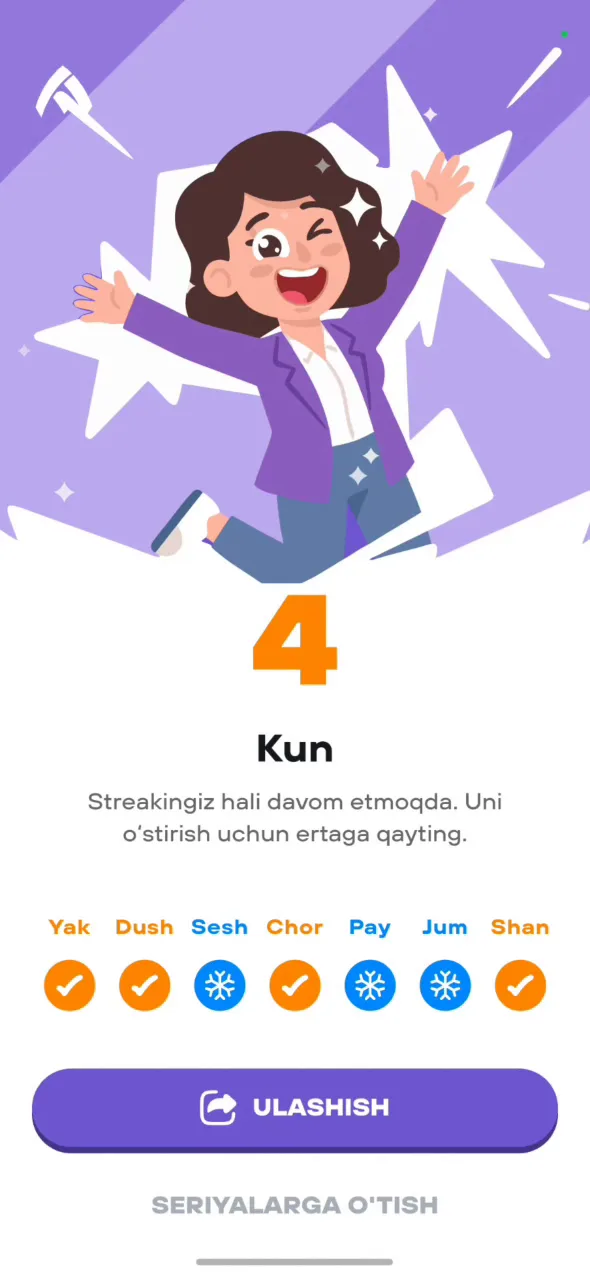 4
Kun
Streakingiz hali davom etmoqda. Uni
oʻstirish uchun ertaga qayting.
Yak Dush Sesh Chor Pay Jum Shan
ULASHISH
SERIYALARGA O'TISH